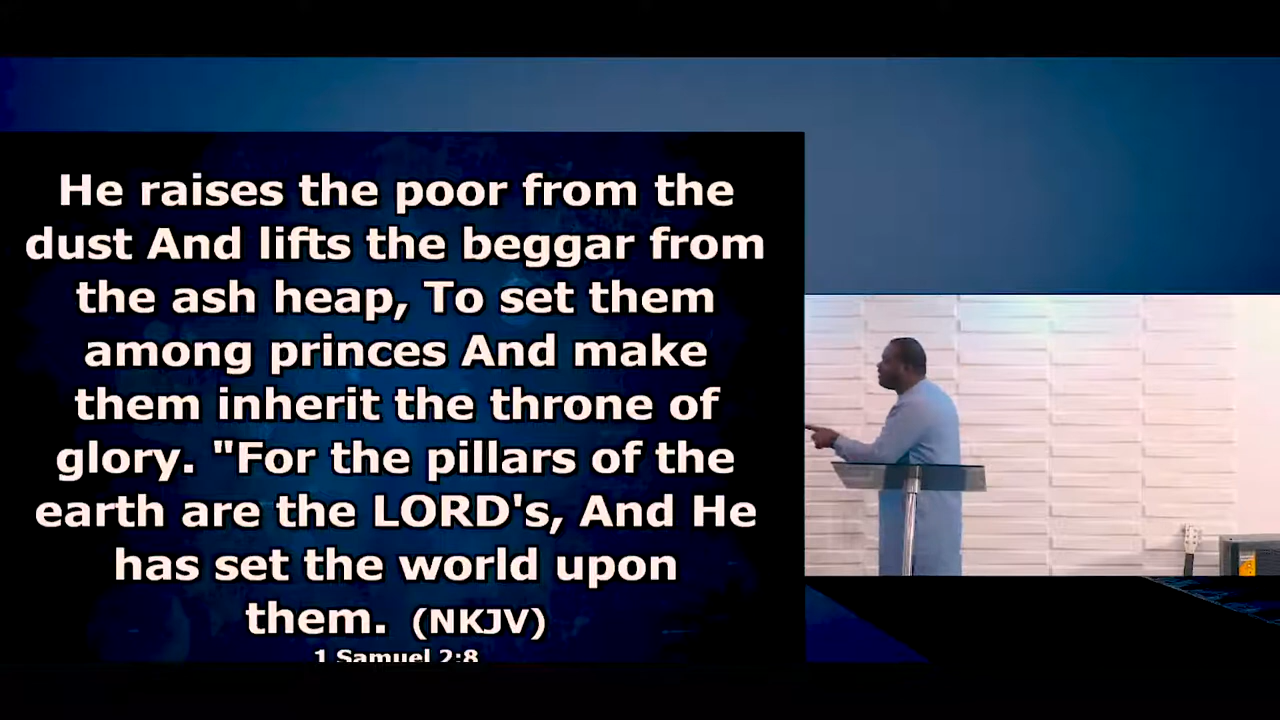 He raises the poor from the
dust And lifts the beggar from
the ash heap, To set them
among princes And make
them inherit the throne of
glory. "For the pillars of the
earth are the LORD's, And He
has set the world upon
them. (NKJV)
1 Samuel 2:8